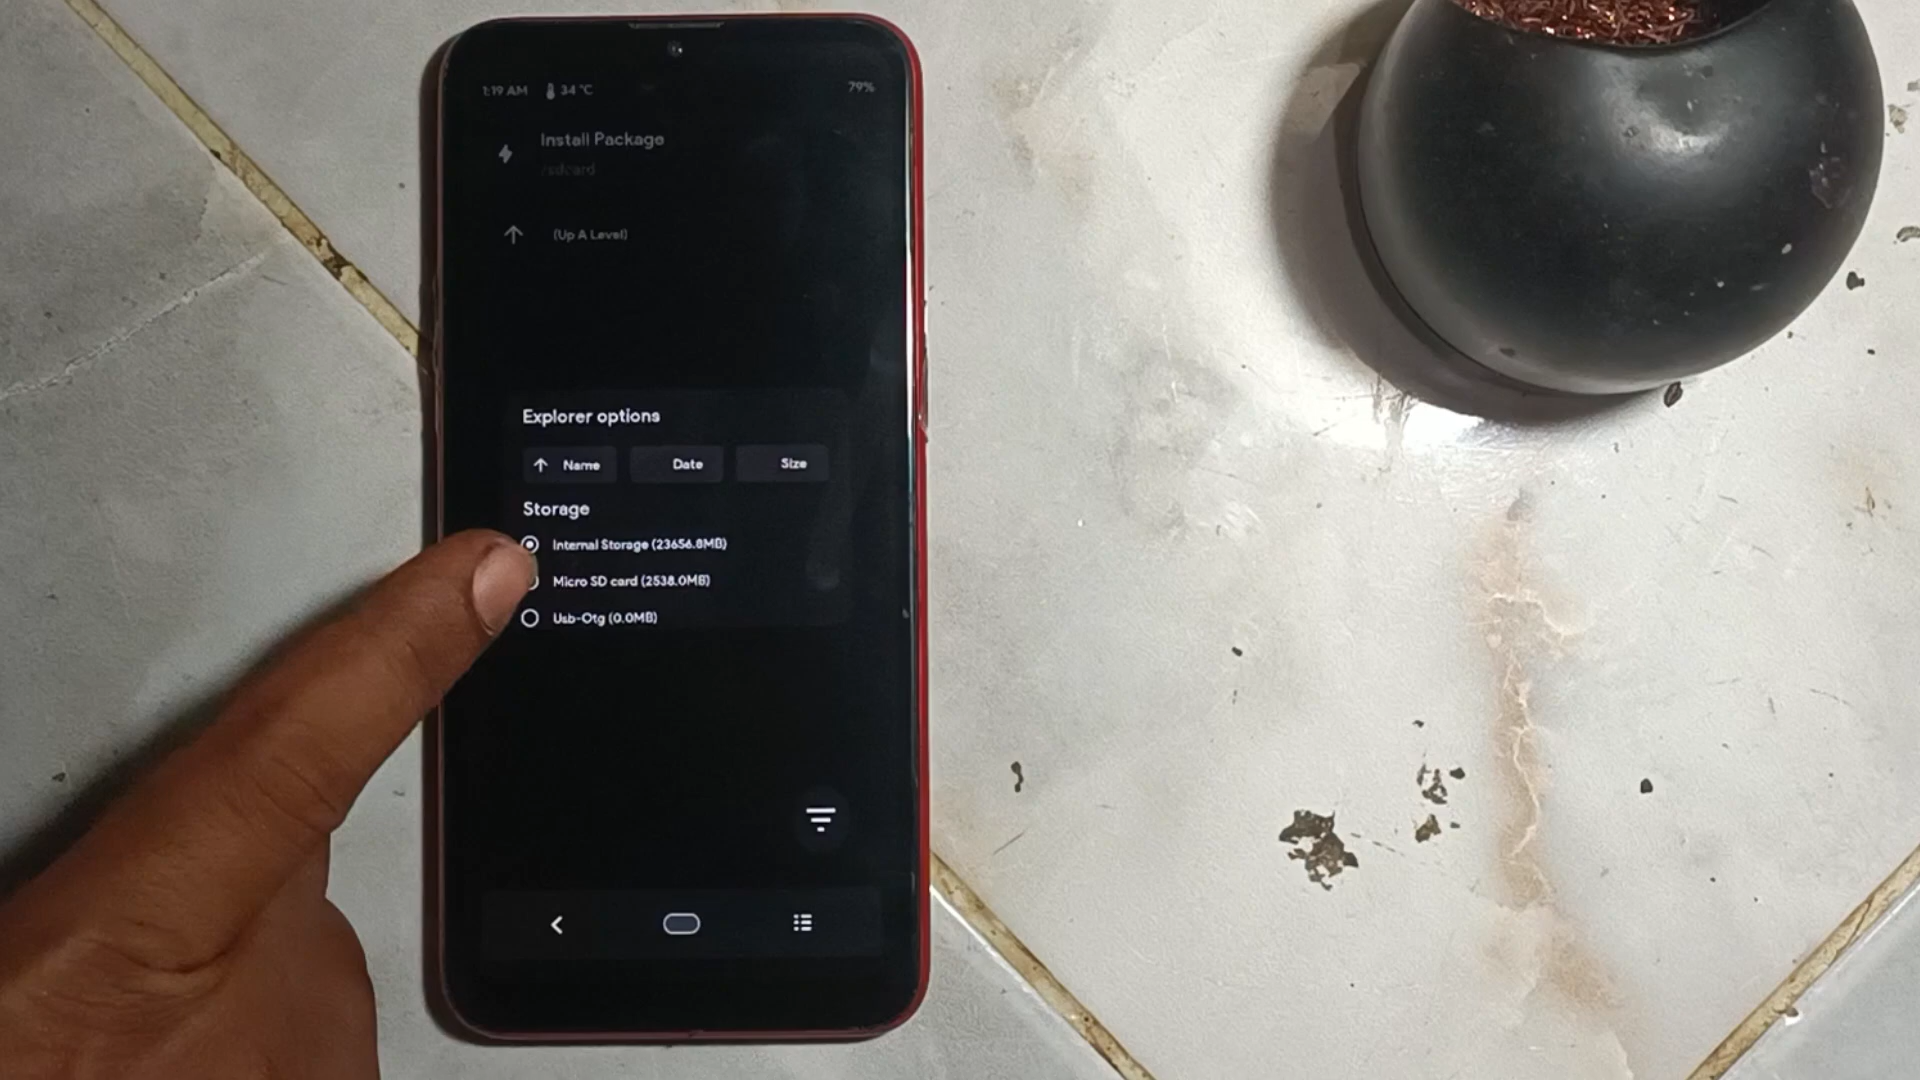 1:19 AM 34 °C 79%
Install Package
/sdcard
(Up A Level)
Explorer options
Name Date Size
Storage
Internal Storage (23656.8MB)
Micro SD card (2538.0MB)
Usb-Otg (0.0MB)